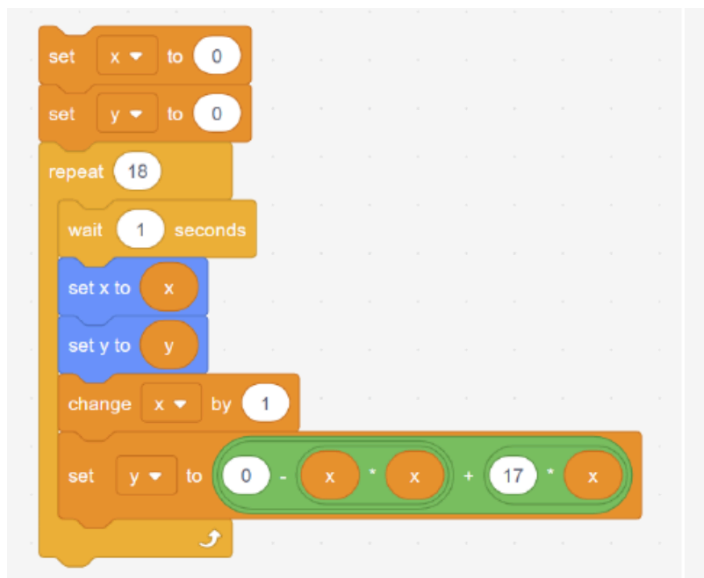 set x to 0
set y to 0
repeat 18
wait 1 seconds
set x to x
set y to y
change x by 1
set y to 0 - x * x + 17 * x